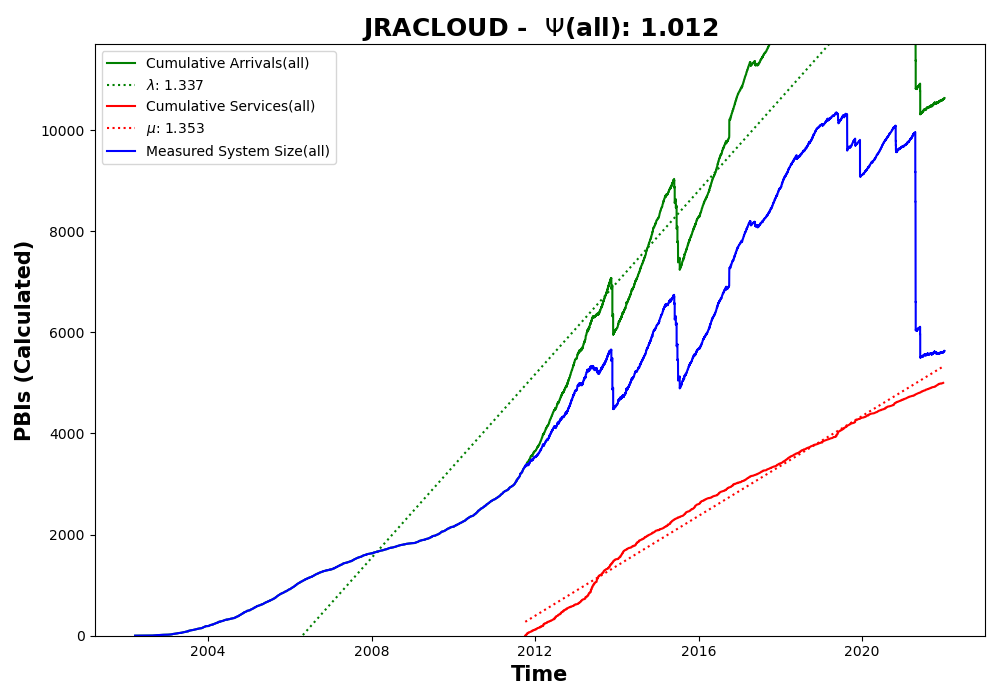 JRACLOUD - Ψ(all): 1.012
Cumulative Arrivals(all)
λ: 1.337
Cumulative Services(all)
μ: 1.353
Measured System Size(all)
PBIs (Calculated)
10000
8000
6000
4000
2000
0
2004
2008
2012
2016
2020
Time